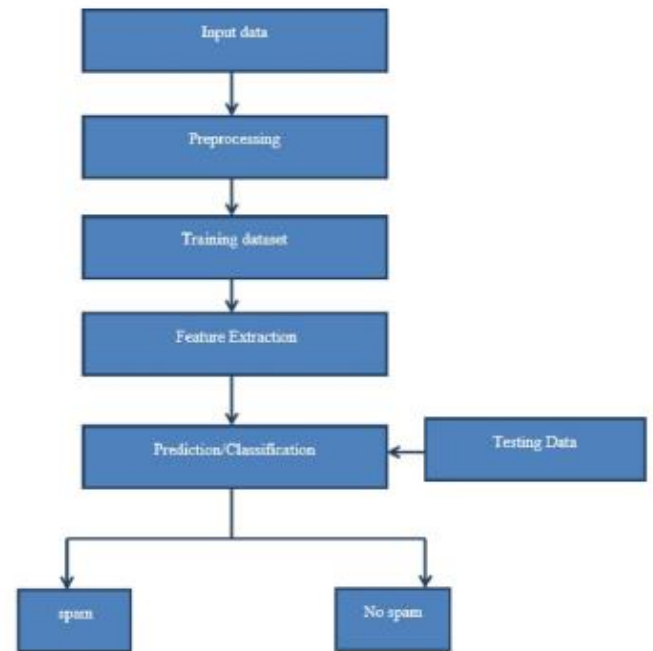 Input data
Preprocessing
Training dataset
Feature Extraction
Prediction/Classification
Testing Data
spam
No spam